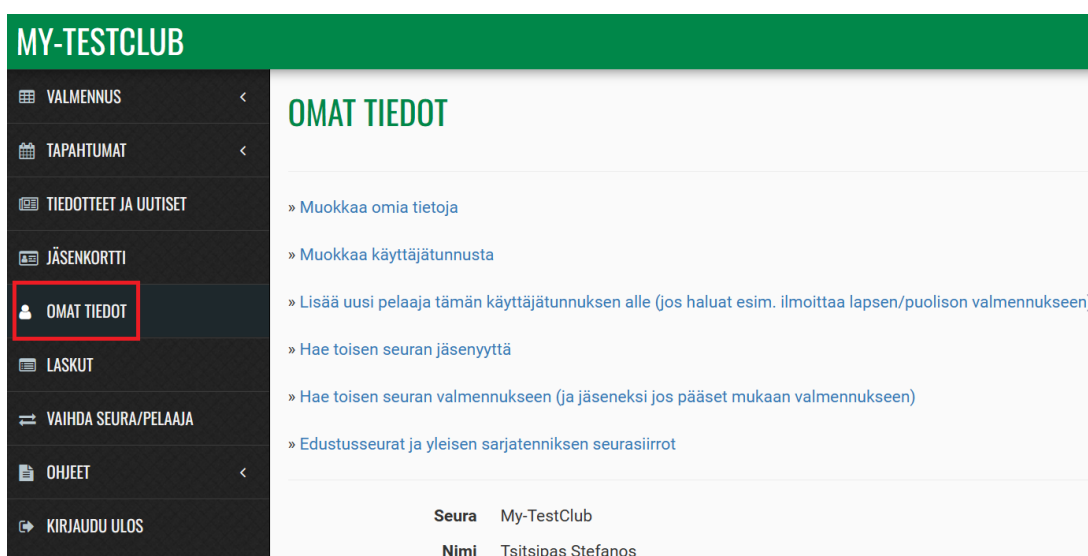 MY-TESTCLUB
VALMENNUS
TAPAHTUMAT
TIEDOTTEET JA UUTISET
JÄSENKORTTI
OMAT TIEDOT
LASKUT
VAIHDA SEURA/PELAAJA
OHJEET
KIRJAUDU ULOS
OMAT TIEDOT
» Muokkaa omia tietoja
» Muokkaa käyttäjätunnusta
» Lisää uusi pelaaja tämän käyttäjätunnuksen alle (jos haluat esim. ilmoittaa lapsen/puolison valmennukseen)
» Hae toisen seuran jäsenyyttä
» Hae toisen seuran valmennukseen (ja jäseneksi jos pääset mukaan valmennukseen)
» Edustusseurat ja yleisen sarjatenniksen seurasiirrot
Seura My-TestClub
Nimi Tsitsipas Stefanos